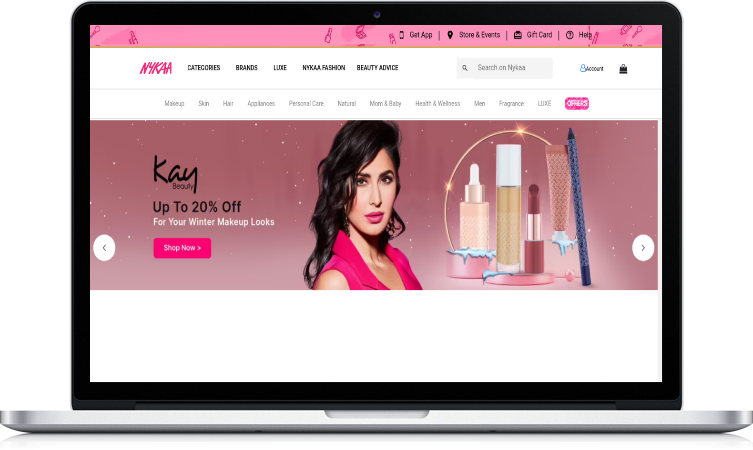 Get App | Store & Events | Gift Card | Help
NYKAA CATEGORIES BRANDS LUXE NYKAA FASHION BEAUTY ADVICE Search on Nykaa Account
Makeup Skin Hair Appliances Personal Care Natural Mom & Baby Health & Wellness Men Fragrance LUXE OFFERS
Kay
Beauty
Up To 20% Off
For Your Winter Makeup Looks
Shop Now >